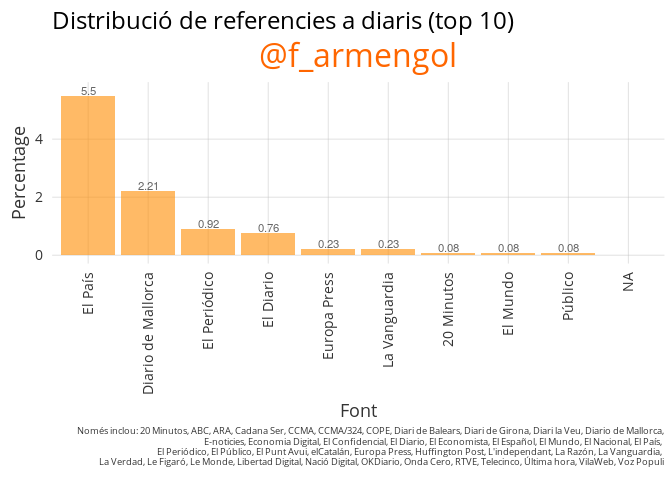 Distribució de referencies a diaris (top 10)
@f_armengol
Percentage
4
2
0
5.5
2.21
0.92
0.76
0.23
0.23
0.08
0.08
0.08
El País
Diario de Mallorca
El Periódico
El Diario
Europa Press
La Vanguardia
20 Minutos
El Mundo
Público
NA
Font
Només inclou: 20 Minutos, ABC, ARA, Cadana Ser, CCMA, CCMA/324, COPE, Diari de Balears, Diari de Girona, Diari la Veu, Diario de Mallorca,
E-noticies, Economia Digital, El Confidencial, El Diario, El Economista, El Español, El Mundo, El Nacional, El País,
El Periódico, El Público, El Punt Avui, elCatalán, Europa Press, Huffington Post, L'independant, La Razón, La Vanguardia,
La Verdad, Le Figaró, Le Monde, Libertad Digital, Nació Digital, OKDiario, Onda Cero, RTVE, Telecinco, Última hora, VilaWeb, Voz Populi